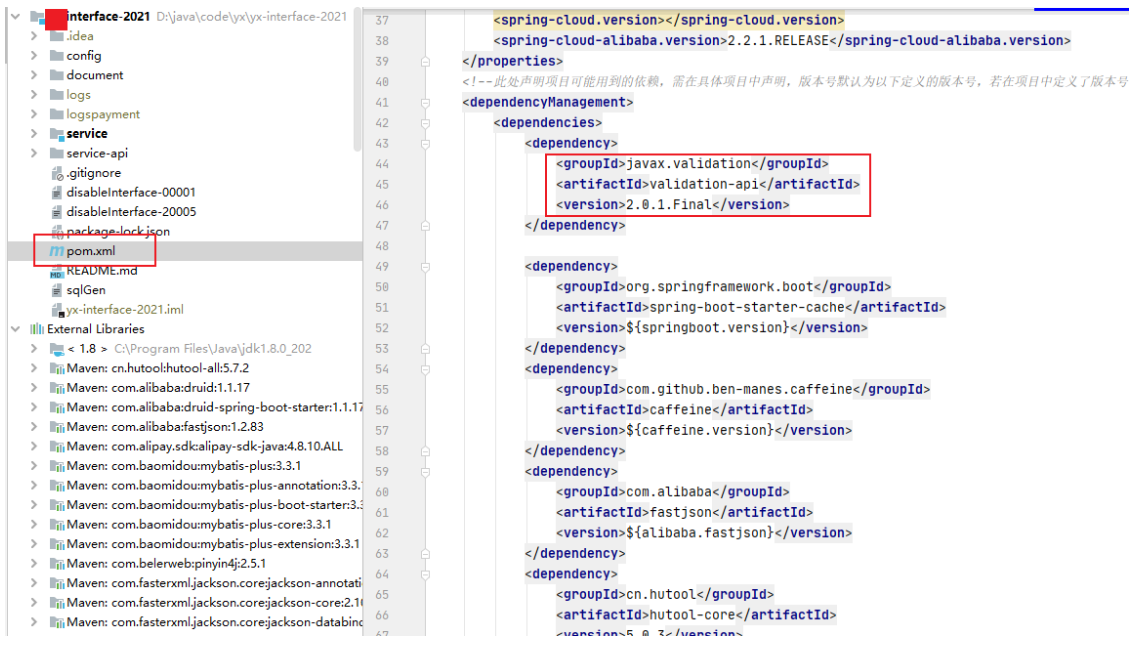 interface-2021 D:\java\code\yx\yx-interface-2021
.idea
config
document
logs
logspayment
service
service-api
.gitignore
disableInterface-00001
disableInterface-20005
package-lock.json
pom.xml
README.md
sqlGen
yx-interface-2021.iml
External Libraries
< 1.8 > C:\Program Files\Java\jdk1.8.0_202
Maven: cn.hutool:hutool-all:5.7.2
Maven: com.alibaba:druid:1.1.17
Maven: com.alibaba:druid-spring-boot-starter:1.1.17
Maven: com.alibaba:fastjson:1.2.83
Maven: com.alipay.sdk:alipay-sdk-java:4.8.10.ALL
Maven: com.baomidou:mybatis-plus:3.3.1
Maven: com.baomidou:mybatis-plus-annotation:3.3.
Maven: com.baomidou:mybatis-plus-boot-starter:3.3
Maven: com.baomidou:mybatis-plus-core:3.3.1
Maven: com.baomidou:mybatis-plus-extension:3.3.1
Maven: com.belerweb:pinyin4j:2.5.1
Maven: com.fasterxml.jackson.core:jackson-annotati
Maven: com.fasterxml.jackson.core:jackson-core:2.10
Maven: com.fasterxml.jackson.core:jackson-databind
37 <spring-cloud.version></spring-cloud.version>
38 <spring-cloud-alibaba.version>2.2.1.RELEASE</spring-cloud-alibaba.version>
39 </properties>
40 <!--此处声明项目可能用到的依赖，需在具体项目中声明，版本号默认为以下定义的版本号，若在项目中定义了版本号
41 <dependencyManagement>
42 <dependencies>
43 <dependency>
44 <groupId>javax.validation</groupId>
45 <artifactId>validation-api</artifactId>
46 <version>2.0.1.Final</version>
47 </dependency>
48
49 <dependency>
50 <groupId>org.springframework.boot</groupId>
51 <artifactId>spring-boot-starter-cache</artifactId>
52 <version>${springboot.version}</version>
53 </dependency>
54 <dependency>
55 <groupId>com.github.ben-manes.caffeine</groupId>
56 <artifactId>caffeine</artifactId>
57 <version>${caffeine.version}</version>
58 </dependency>
59 <dependency>
60 <groupId>com.alibaba</groupId>
61 <artifactId>fastjson</artifactId>
62 <version>${alibaba.fastjson}</version>
63 </dependency>
64 <dependency>
65 <groupId>cn.hutool</groupId>
66 <artifactId>hutool-core</artifactId>
67 <version>5.0.3</version>